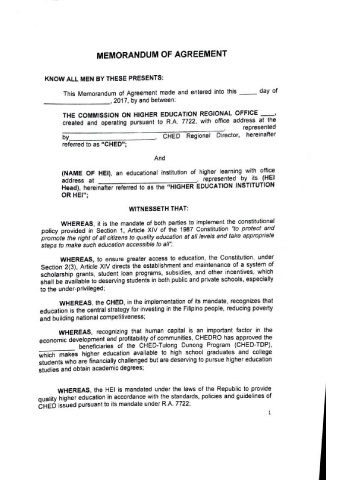 MEMORANDUM OF AGREEMENT
KNOW ALL MEN BY THESE PRESENTS:
This Memorandum of Agreement made and entered into this _____ day of
____________________, 2017, by and between:
THE COMMISSION ON HIGHER EDUCATION REGIONAL OFFICE ____,
created and operating pursuant to R.A. 7722, with office address at the
____________________________________________ represented
by______________________, CHED Regional Director, hereinafter
referred to as "CHED";
And
(NAME OF HEI), an educational institution of higher learning with office
address at __________________________, represented by its (HEI
Head), hereinafter referred to as the "HIGHER EDUCATION INSTITUTION
OR HEI";
WITNESSETH THAT:
WHEREAS, it is the mandate of both parties to implement the constitutional
policy provided in Section 1, Article XIV of the 1987 Constitution "to protect and
promote the right of all citizens to quality education at all levels and take appropriate
steps to make such education accessible to all";
WHEREAS, to ensure greater access to education, the Constitution, under
Section 2(3), Article XIV directs the establishment and maintenance of a system of
scholarship grants, student loan programs, subsidies, and other incentives, which
shall be available to deserving students in both public and private schools, especially
to the under-privileged;
WHEREAS, the CHED, in the implementation of its mandate, recognizes that
education is the central strategy for investing in the Filipino people, reducing poverty
and building national competitiveness;
WHEREAS, recognizing that human capital is an important factor in the
economic development and profitability of communities, CHEDRO has approved the
_________ beneficiaries of the CHED-Tulong Dunong Program (CHED-TDP),
which makes higher education available to high school graduates and college
students who are financially challenged but are deserving to pursue higher education
studies and obtain academic degrees;
WHEREAS, the HEI is mandated under the laws of the Republic to provide
quality higher education in accordance with the standards, policies and guidelines of
CHED issued pursuant to its mandate under R.A. 7722;
1